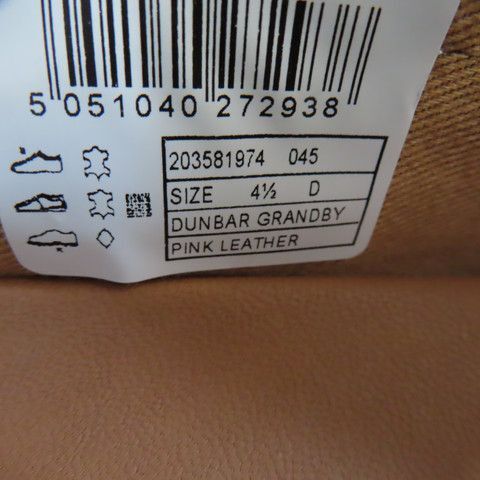 5 051040 272938
203581974 045
SIZE 4½ D
DUNBAR GRANDBY
PINK LEATHER